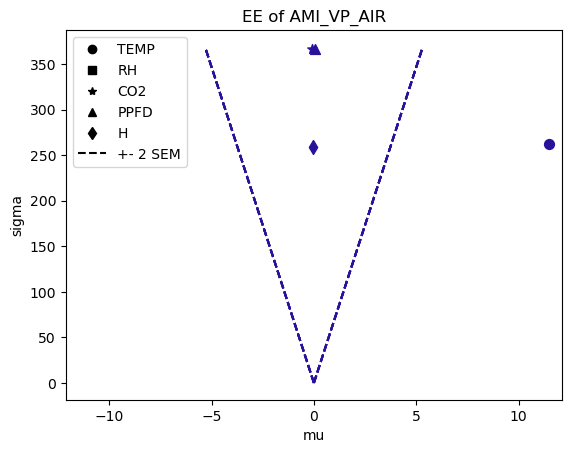 EE of AMI_VP_AIR
TEMP
RH
CO2
PPFD
H
+- 2 SEM
350
300
250
200
150
100
50
0
sigma
−10
−5
0
5
10
mu